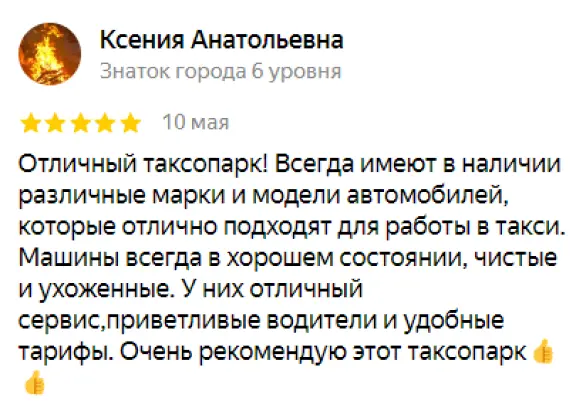 Ксения Анатольевна
Знаток города 6 уровня
10 мая
Отличный таксопарк! Всегда имеют в наличии
различные марки и модели автомобилей,
которые отлично подходят для работы в такси.
Машины всегда в хорошем состоянии, чистые
и ухоженные. У них отличный
сервис,приветливые водители и удобные
тарифы. Очень рекомендую этот таксопарк 👍
👍